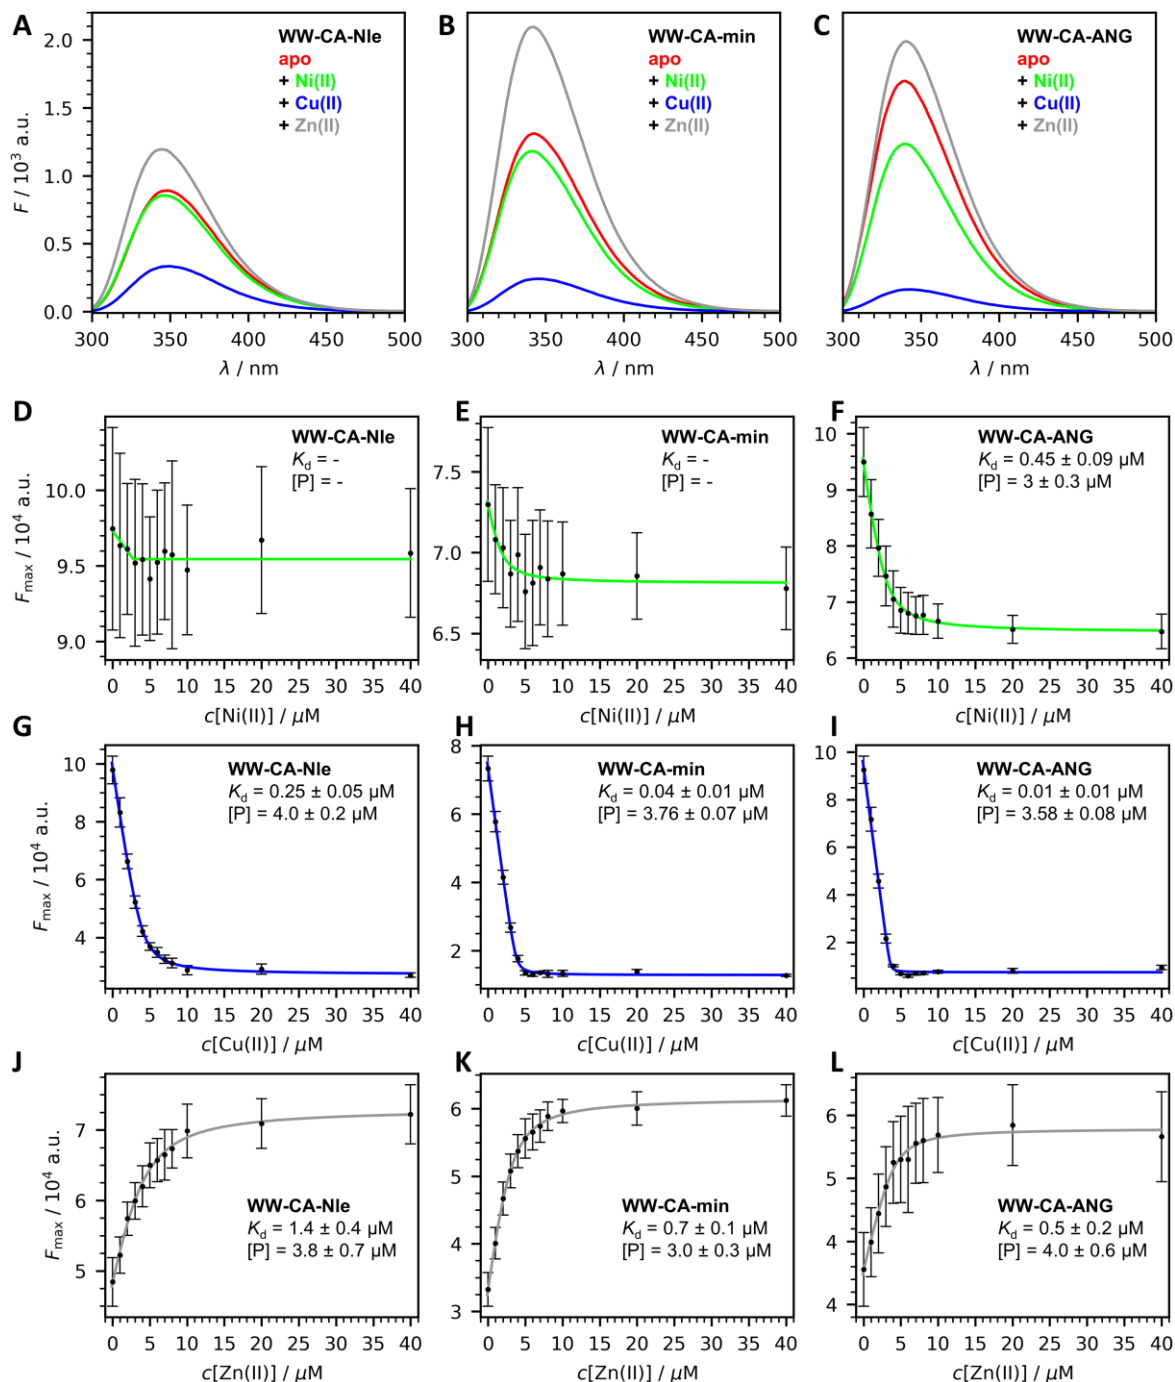 A
WW-CA-Nle
apo
+ Ni(II)
+ Cu(II)
+ Zn(II)
F / 10³ a.u.
2.0
1.5
1.0
0.5
0.0
300 350 400 450 500
λ / nm
B
WW-CA-min
apo
+ Ni(II)
+ Cu(II)
+ Zn(II)
300 350 400 450 500
λ / nm
C
WW-CA-ANG
apo
+ Ni(II)
+ Cu(II)
+ Zn(II)
300 350 400 450 500
λ / nm
D
WW-CA-Nle
Kd = -
[P] = -
Fmax / 10⁴ a.u.
10.0
9.5
9.0
0 5 10 15 20 25 30 35 40
c[Ni(II)] / μM
E
WW-CA-min
Kd = -
[P] = -
7.5
7.0
6.5
0 5 10 15 20 25 30 35 40
c[Ni(II)] / μM
F
WW-CA-ANG
Kd = 0.45 ± 0.09 μM
[P] = 3 ± 0.3 μM
10
9
8
7
6
0 5 10 15 20 25 30 35 40
c[Ni(II)] / μM
G
WW-CA-Nle
Kd = 0.25 ± 0.05 μM
[P] = 4.0 ± 0.2 μM
Fmax / 10⁴ a.u.
10
8
6
4
0 5 10 15 20 25 30 35 40
c[Cu(II)] / μM
H
WW-CA-min
Kd = 0.04 ± 0.01 μM
[P] = 3.76 ± 0.07 μM
8
6
4
2
0 5 10 15 20 25 30 35 40
c[Cu(II)] / μM
I
WW-CA-ANG
Kd = 0.01 ± 0.01 μM
[P] = 3.58 ± 0.08 μM
10
8
6
4
2
0 5 10 15 20 25 30 35 40
c[Cu(II)] / μM
J
WW-CA-Nle
Kd = 1.4 ± 0.4 μM
[P] = 3.8 ± 0.7 μM
Fmax / 10⁴ a.u.
7
6
5
0 5 10 15 20 25 30 35 40
c[Zn(II)] / μM
K
WW-CA-min
Kd = 0.7 ± 0.1 μM
[P] = 3.0 ± 0.3 μM
6
5
4
3
0 5 10 15 20 25 30 35 40
c[Zn(II)] / μM
L
WW-CA-ANG
Kd = 0.5 ± 0.2 μM
[P] = 4.0 ± 0.6 μM
6
5
4
4
0 5 10 15 20 25 30 35 40
c[Zn(II)] / μM